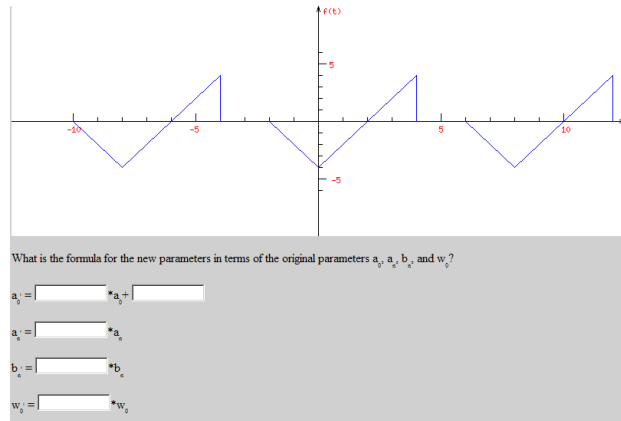 f(t)
5
-10 -5 5 10
-5
What is the formula for the new parameters in terms of the original parameters a₀, aₙ, bₙ, and w₀?
a₀' = *a₀+
aₙ' = *aₙ
bₙ' = *bₙ
w₀' = *w₀